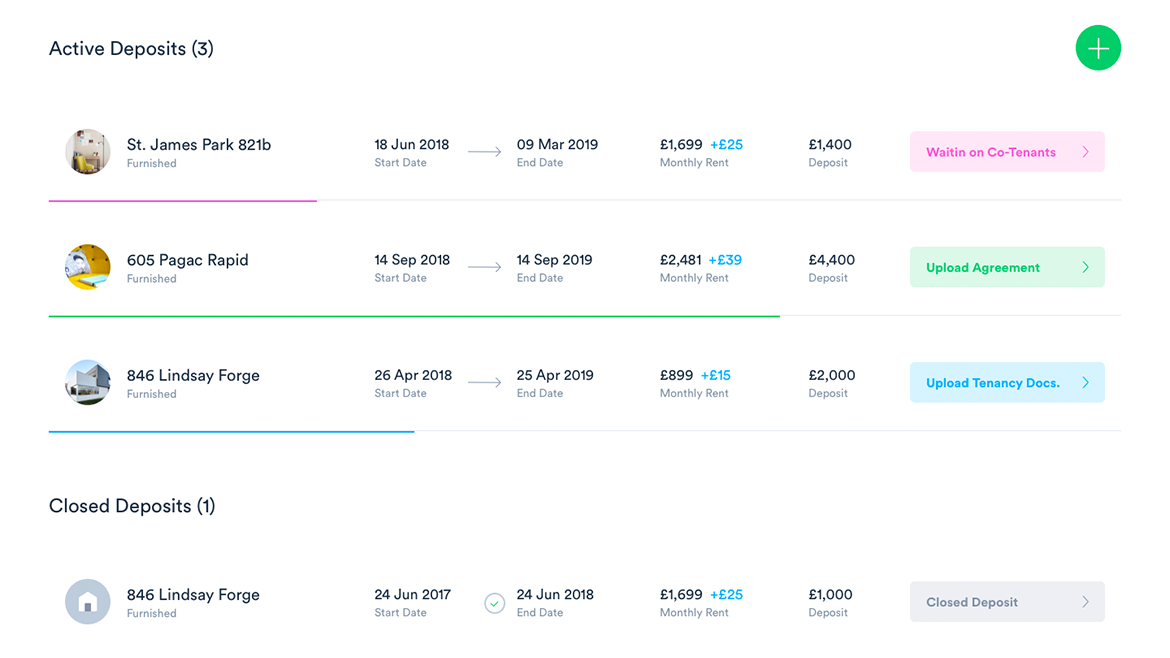 Active Deposits (3)
St. James Park 821b 18 Jun 2018 09 Mar 2019 £1,699 +£25 £1,400 Waitin on Co-Tenants
Furnished Start Date End Date Monthly Rent Deposit
605 Pagac Rapid 14 Sep 2018 14 Sep 2019 £2,481 +£39 £4,400 Upload Agreement
Furnished Start Date End Date Monthly Rent Deposit
846 Lindsay Forge 26 Apr 2018 25 Apr 2019 £899 +£15 £2,000 Upload Tenancy Docs.
Furnished Start Date End Date Monthly Rent Deposit
Closed Deposits (1)
846 Lindsay Forge 24 Jun 2017 24 Jun 2018 £1,699 +£25 £1,000 Closed Deposit
Furnished Start Date End Date Monthly Rent Deposit